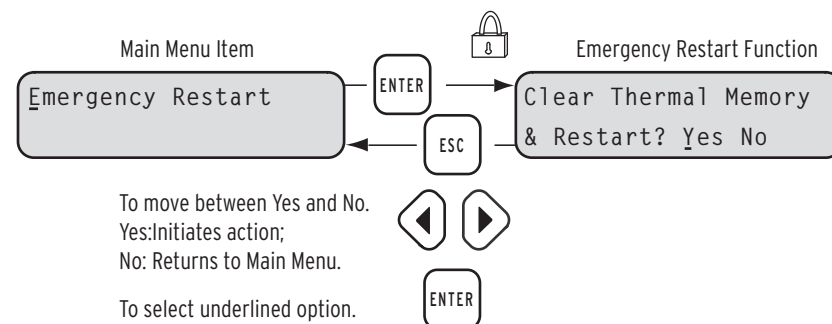 Main Menu Item
Emergency Restart Function
ENTER
Emergency Restart
Clear Thermal Memory
& Restart? Yes No
ESC
To move between Yes and No.
Yes:Initiates action;
No: Returns to Main Menu.
To select underlined option.
ENTER